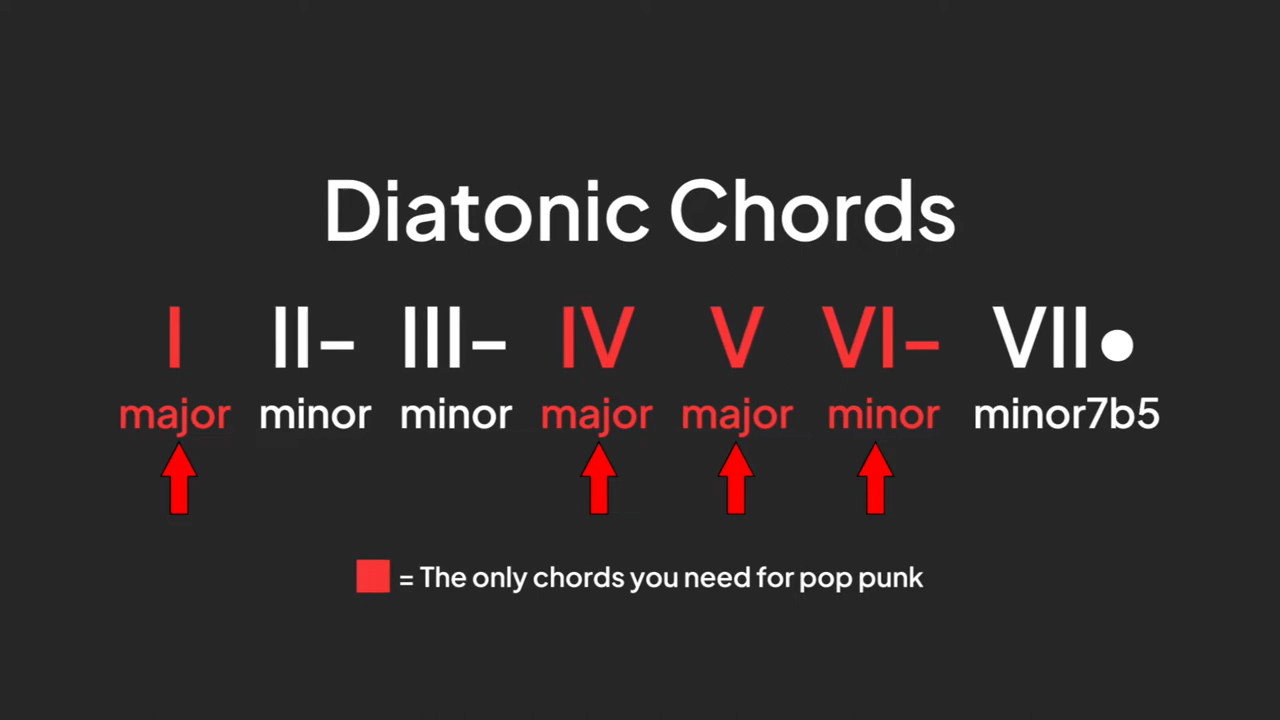 Diatonic Chords
I II- III- IV V VI- VII•
major minor minor major major minor minor7b5
= The only chords you need for pop punk